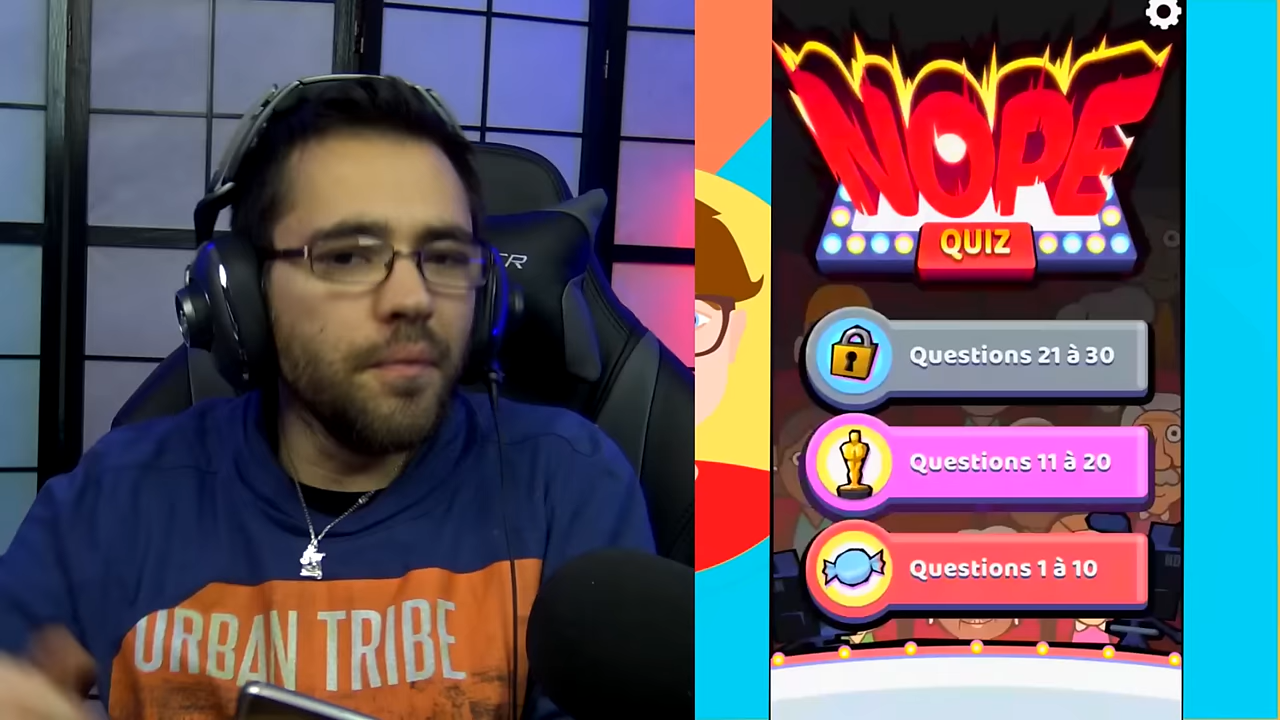 URBAN TRIBE
NOPE
QUIZ
Questions 21 à 30
Questions 11 à 20
Questions 1 à 10